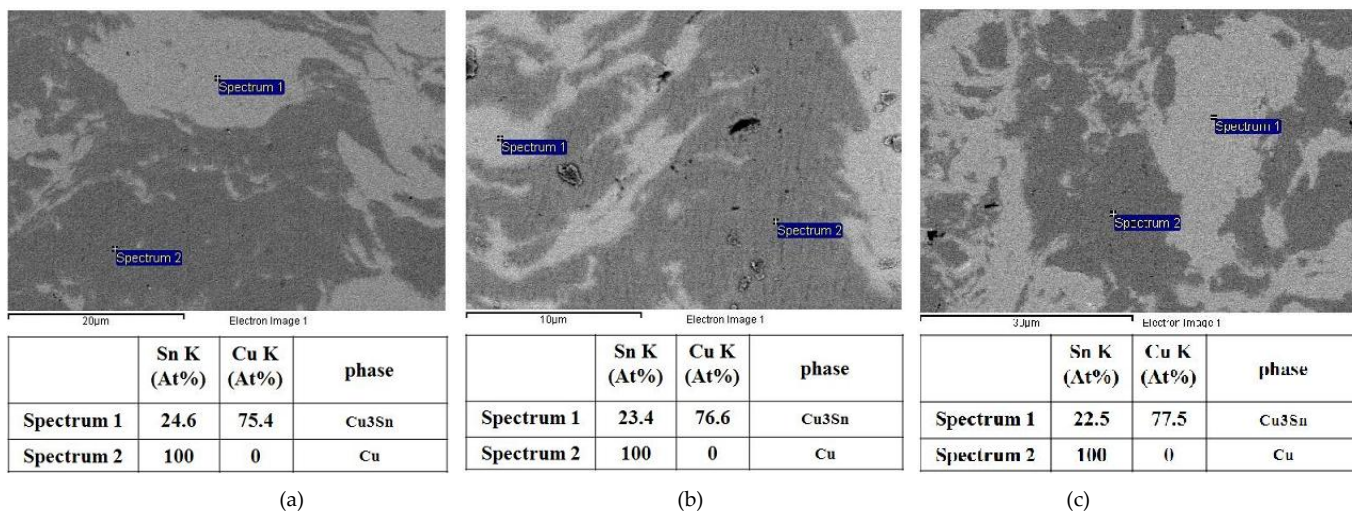 Spectrum 1
Spectrum 2
20μm
Electron Image 1
Sn K (At%) Cu K (At%) phase
Spectrum 1 24.6 75.4 Cu3Sn
Spectrum 2 100 0 Cu
(a)
Spectrum 1
Spectrum 2
10μm
Electron Image 1
Sn K (At%) Cu K (At%) phase
Spectrum 1 23.4 76.6 Cu3Sn
Spectrum 2 100 0 Cu
(b)
Spectrum 1
Spectrum 2
30μm
Electron Image 1
Sn K (At%) Cu K (At%) phase
Spectrum 1 22.5 77.5 Cu3Sn
Spectrum 2 100 0 Cu
(c)